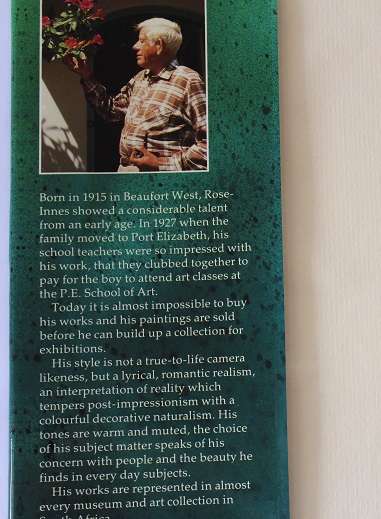 Born in 1915 in Beaufort West, Rose-
Innes showed a considerable talent
from an early age. In 1927 when the
family moved to Port Elizabeth, his
school teachers were so impressed with
his work, that they clubbed together to
pay for the boy to attend art classes at
the P.E. School of Art.
Today it is almost impossible to buy
his works and his paintings are sold
before he can build up a collection for
exhibitions.
His style is not a true-to-life camera
likeness, but a lyrical, romantic realism,
an interpretation of reality which
tempers post-impressionism with a
colourful decorative naturalism. His
tones are warm and muted, the choice
of his subject matter speaks of his
concern with people and the beauty he
finds in every day subjects.
His works are represented in almost
every museum and art collection in
South Africa